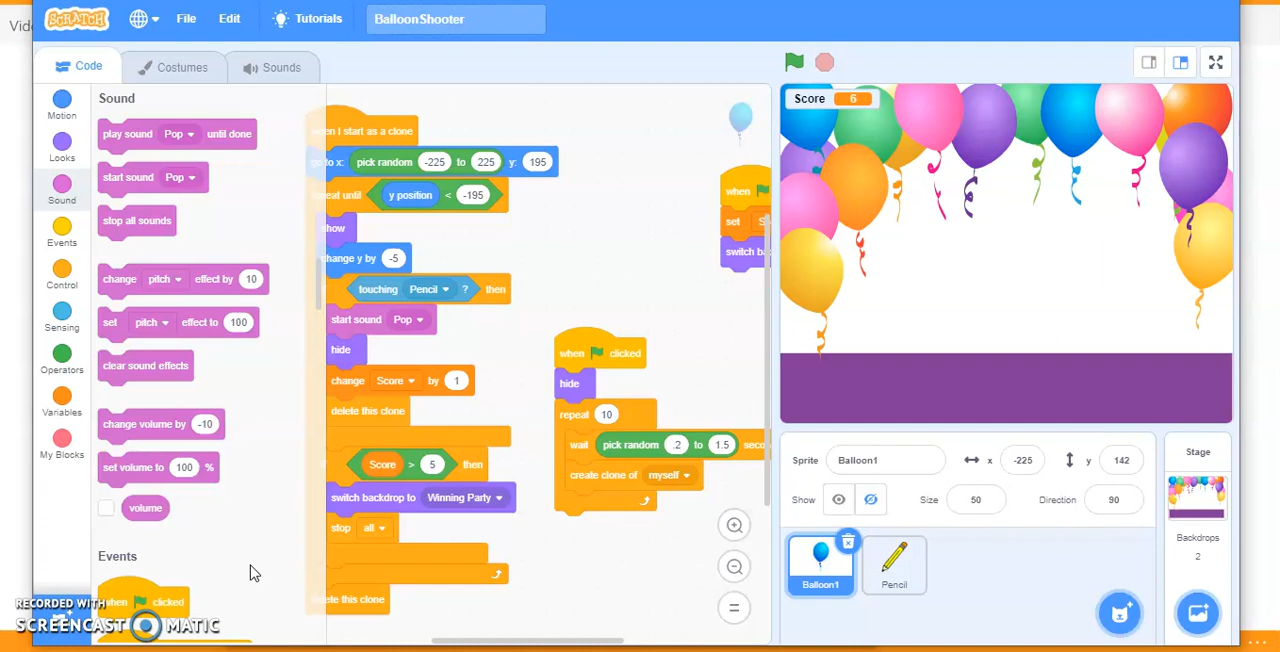 Vid
SCRATCH File Edit Tutorials BalloonShooter
Code Costumes Sounds
Motion
Looks
Sound
Events
Control
Sensing
Operators
Variables
My Blocks
Sound
play sound Pop until done
start sound Pop
stop all sounds
change pitch effect by 10
set pitch effect to 100
clear sound effects
change volume by -10
set volume to 100 %
volume
Events
when clicked
when I start as a clone
go to x: pick random -225 to 225 y: 195
repeat until y position < -195
show
change y by -5
touching Pencil ? then
start sound Pop
hide
change Score by 1
delete this clone
Score > 5 then
switch backdrop to Winning Party
stop all
delete this clone
when clicked
hide
repeat 10
wait pick random .2 to 1.5 seco
create clone of myself
when
set S
switch ba
Score 6
Sprite Balloon1 x -225 y 142
Show Size 50 Direction 90
Balloon1
Pencil
Stage
Backdrops
2
RECORDED WITH
SCREENCAST MATIC